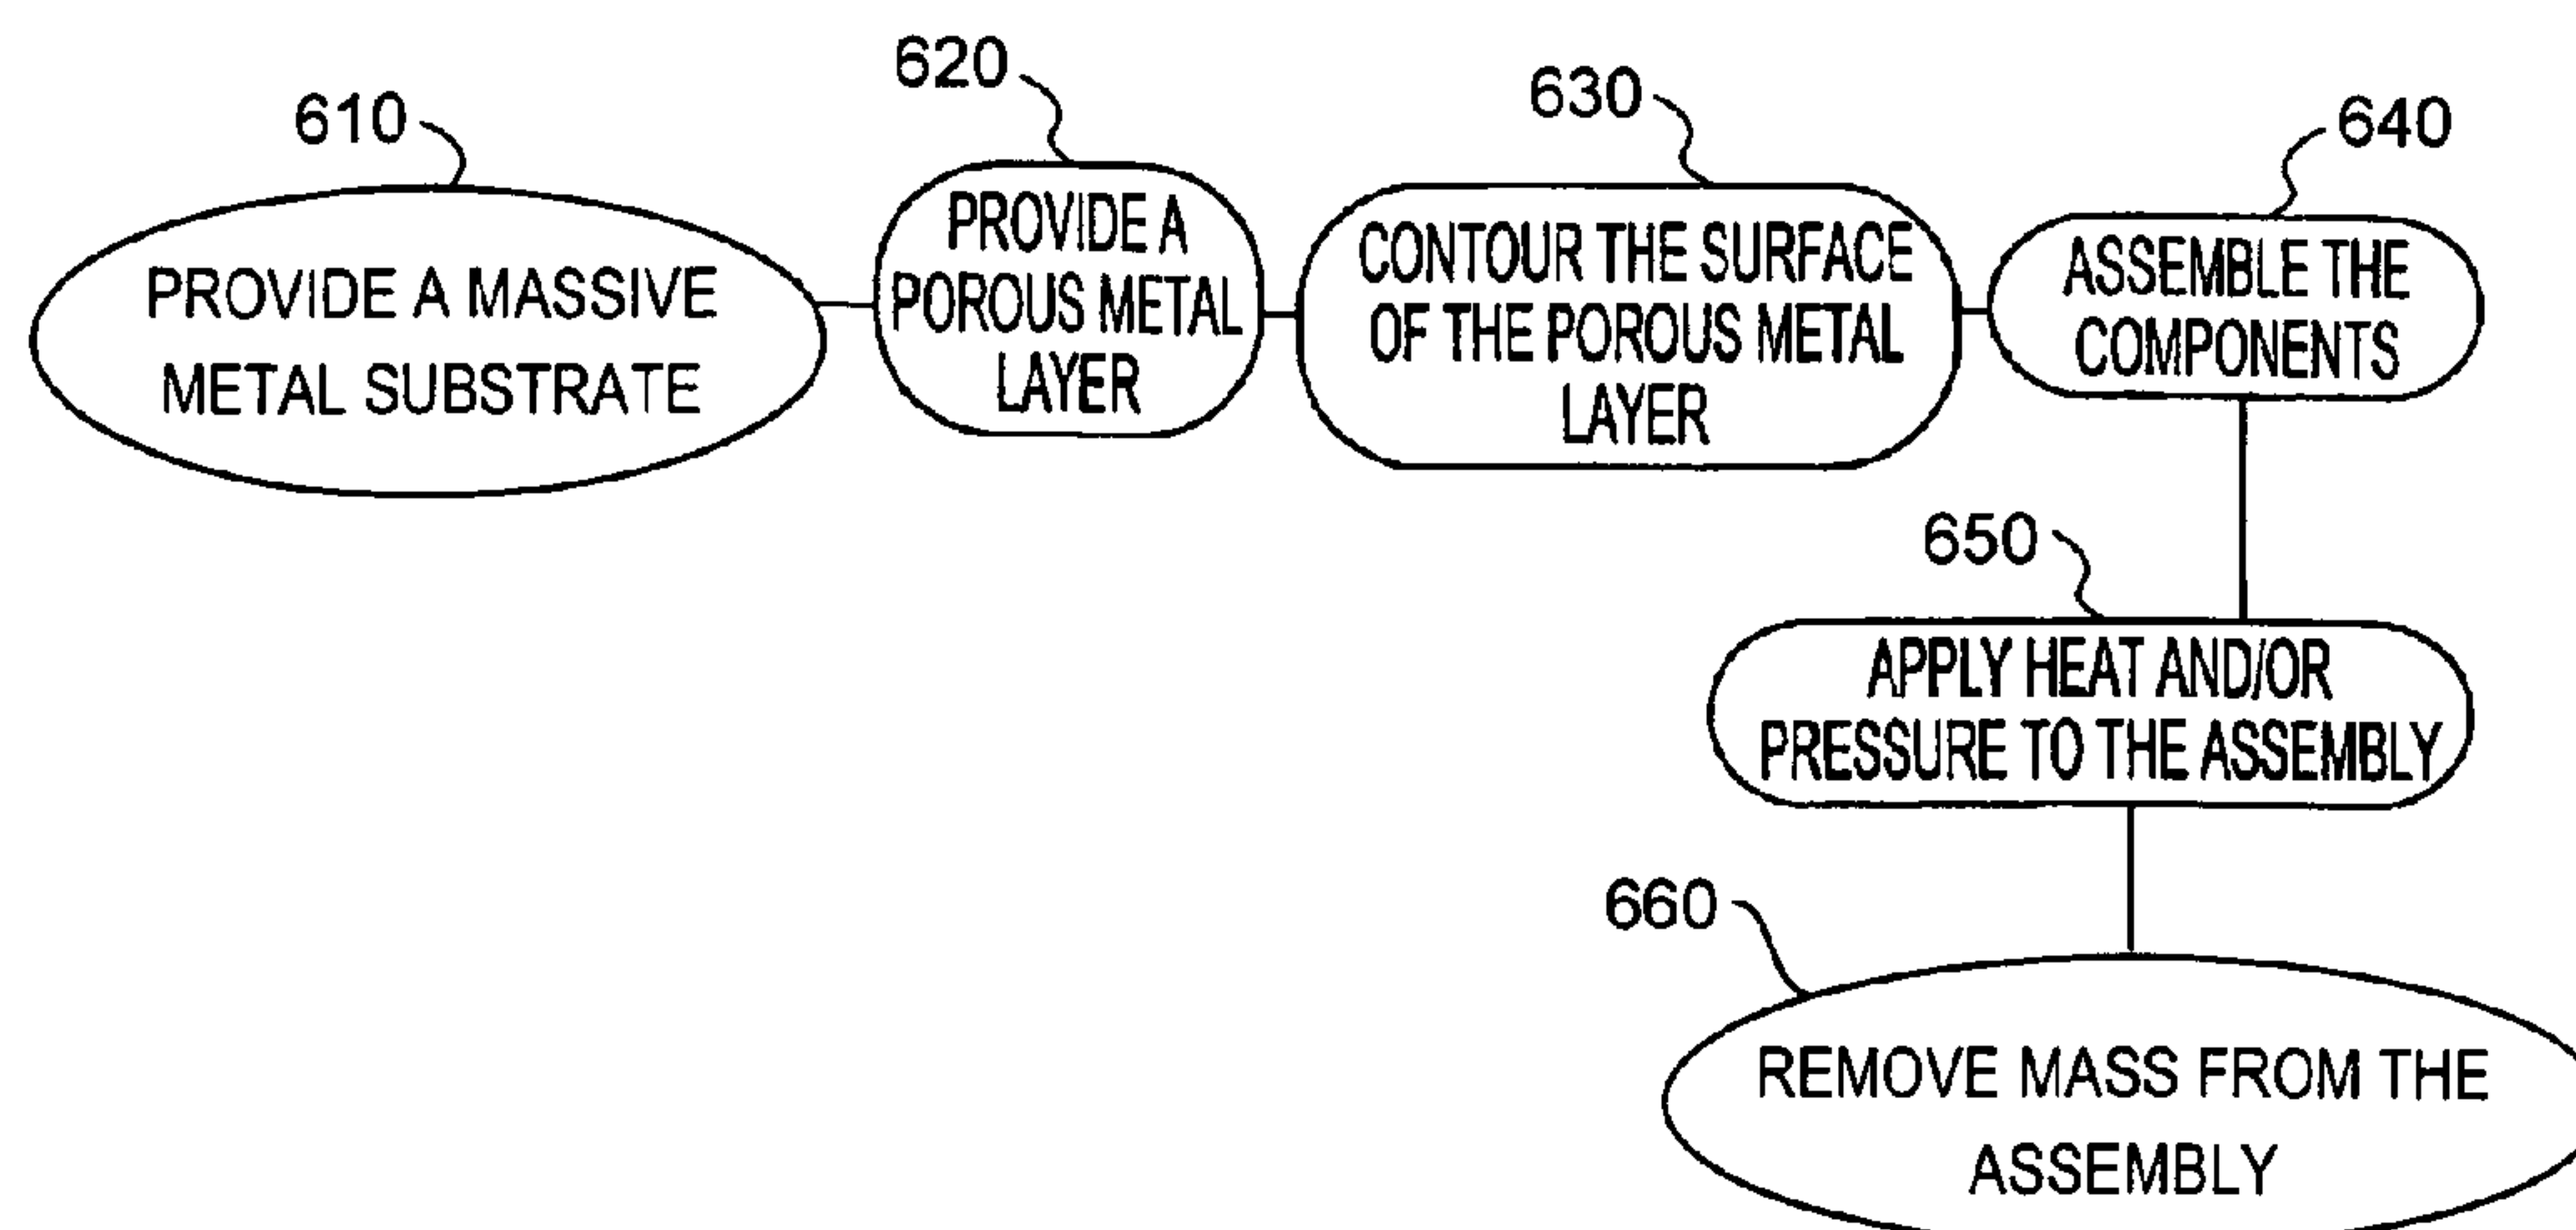 610
PROVIDE A MASSIVE
METAL SUBSTRATE
620
PROVIDE A
POROUS METAL
LAYER
630
CONTOUR THE SURFACE
OF THE POROUS METAL
LAYER
640
ASSEMBLE THE
COMPONENTS
650
APPLY HEAT AND/OR
PRESSURE TO THE ASSEMBLY
660
REMOVE MASS FROM THE
ASSEMBLY